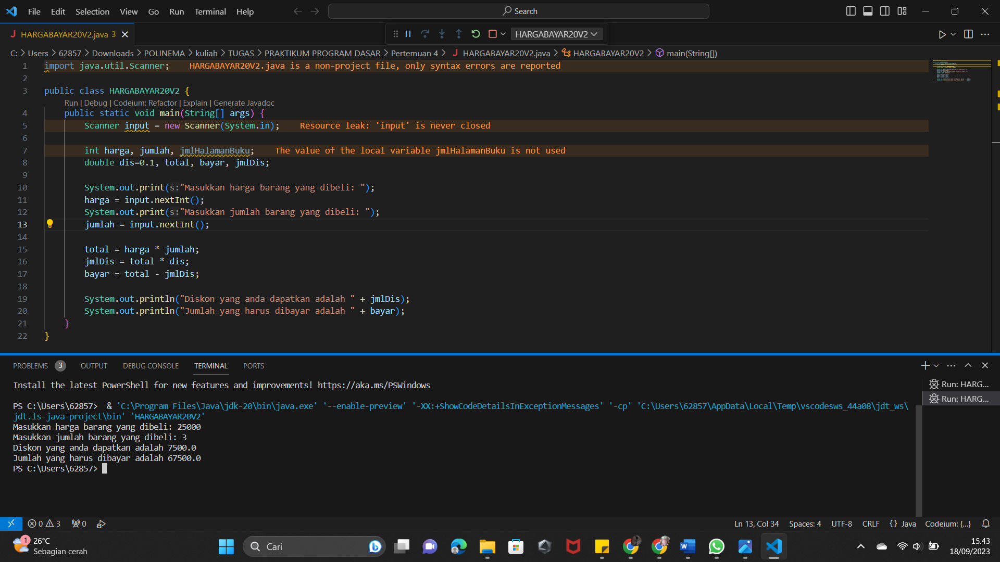 File Edit Selection View Go Run Terminal Help
Search
HARGABAYAR20V2.java 3
HARGABAYAR20V2
C: > Users > 62857 > Downloads > POLINEMA > kuliah > TUGAS > PRAKTIKUM PROGRAM DASAR > Pertemuan 4 > HARGABAYAR20V2.java > HARGABAYAR20V2 > main(String[])
1 import java.util.Scanner; HARGABAYAR20V2.java is a non-project file, only syntax errors are reported
2
3 public class HARGABAYAR20V2 {
Run | Debug | Codeium: Refactor | Explain | Generate Javadoc
4 public static void main(String[] args) {
5 Scanner input = new Scanner(System.in); Resource leak: 'input' is never closed
6
7 int harga, jumlah, jmlHalamanBuku; The value of the local variable jmlHalamanBuku is not used
8 double dis=0.1, total, bayar, jmlDis;
9
10 System.out.print(s:"Masukkan harga barang yang dibeli: ");
11 harga = input.nextInt();
12 System.out.print(s:"Masukkan jumlah barang yang dibeli: ");
13 jumlah = input.nextInt();
14
15 total = harga * jumlah;
16 jmlDis = total * dis;
17 bayar = total - jmlDis;
18
19 System.out.println("Diskon yang anda dapatkan adalah " + jmlDis);
20 System.out.println("Jumlah yang harus dibayar adalah " + bayar);
21 }
22 }
PROBLEMS 3 OUTPUT DEBUG CONSOLE TERMINAL PORTS
Install the latest PowerShell for new features and improvements! https://aka.ms/PSWindows
PS C:\Users\62857> & 'C:\Program Files\Java\jdk-20\bin\java.exe' '--enable-preview' '-XX:+ShowCodeDetailsInExceptionMessages' '-cp' 'C:\Users\62857\AppData\Local\Temp\vscodesws_44a08\jdt_ws\
jdt.ls-java-project\bin' 'HARGABAYAR20V2'
Masukkan harga barang yang dibeli: 25000
Masukkan jumlah barang yang dibeli: 3
Diskon yang anda dapatkan adalah 7500.0
Jumlah yang harus dibayar adalah 67500.0
PS C:\Users\62857>
Run: HARG...
Run: HARG...
0 3 0
Ln 13, Col 34 Spaces: 4 UTF-8 CRLF {} Java Codeium: {...}
1
26°C
Sebagian cerah
Cari
15.43
18/09/2023